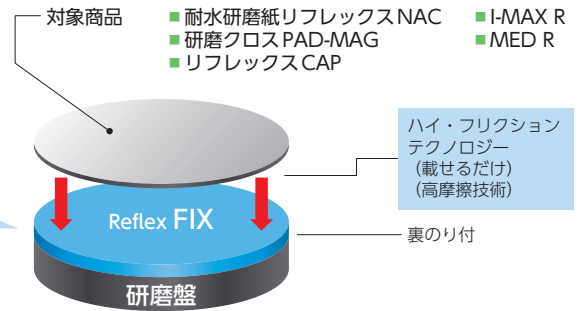 対象商品
■ 耐水研磨紙リフレックスNAC
■ 研磨クロスPAD-MAG
■ リフレックスCAP
■ I-MAX R
■ MED R
ハイ・フリクション
テクノロジー
(載せるだけ)
(高摩擦技術)
Reflex FIX
裏のり付
研磨盤